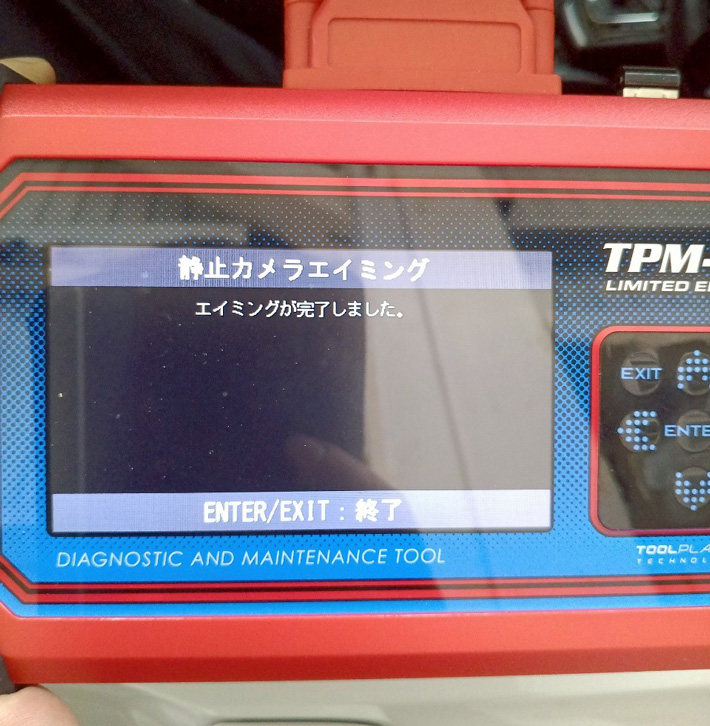 静止カメラエイミング
エイミングが完了しました。
ENTER/EXIT：終了
DIAGNOSTIC AND MAINTENANCE TOOL
TPM-
LIMITED
EXIT